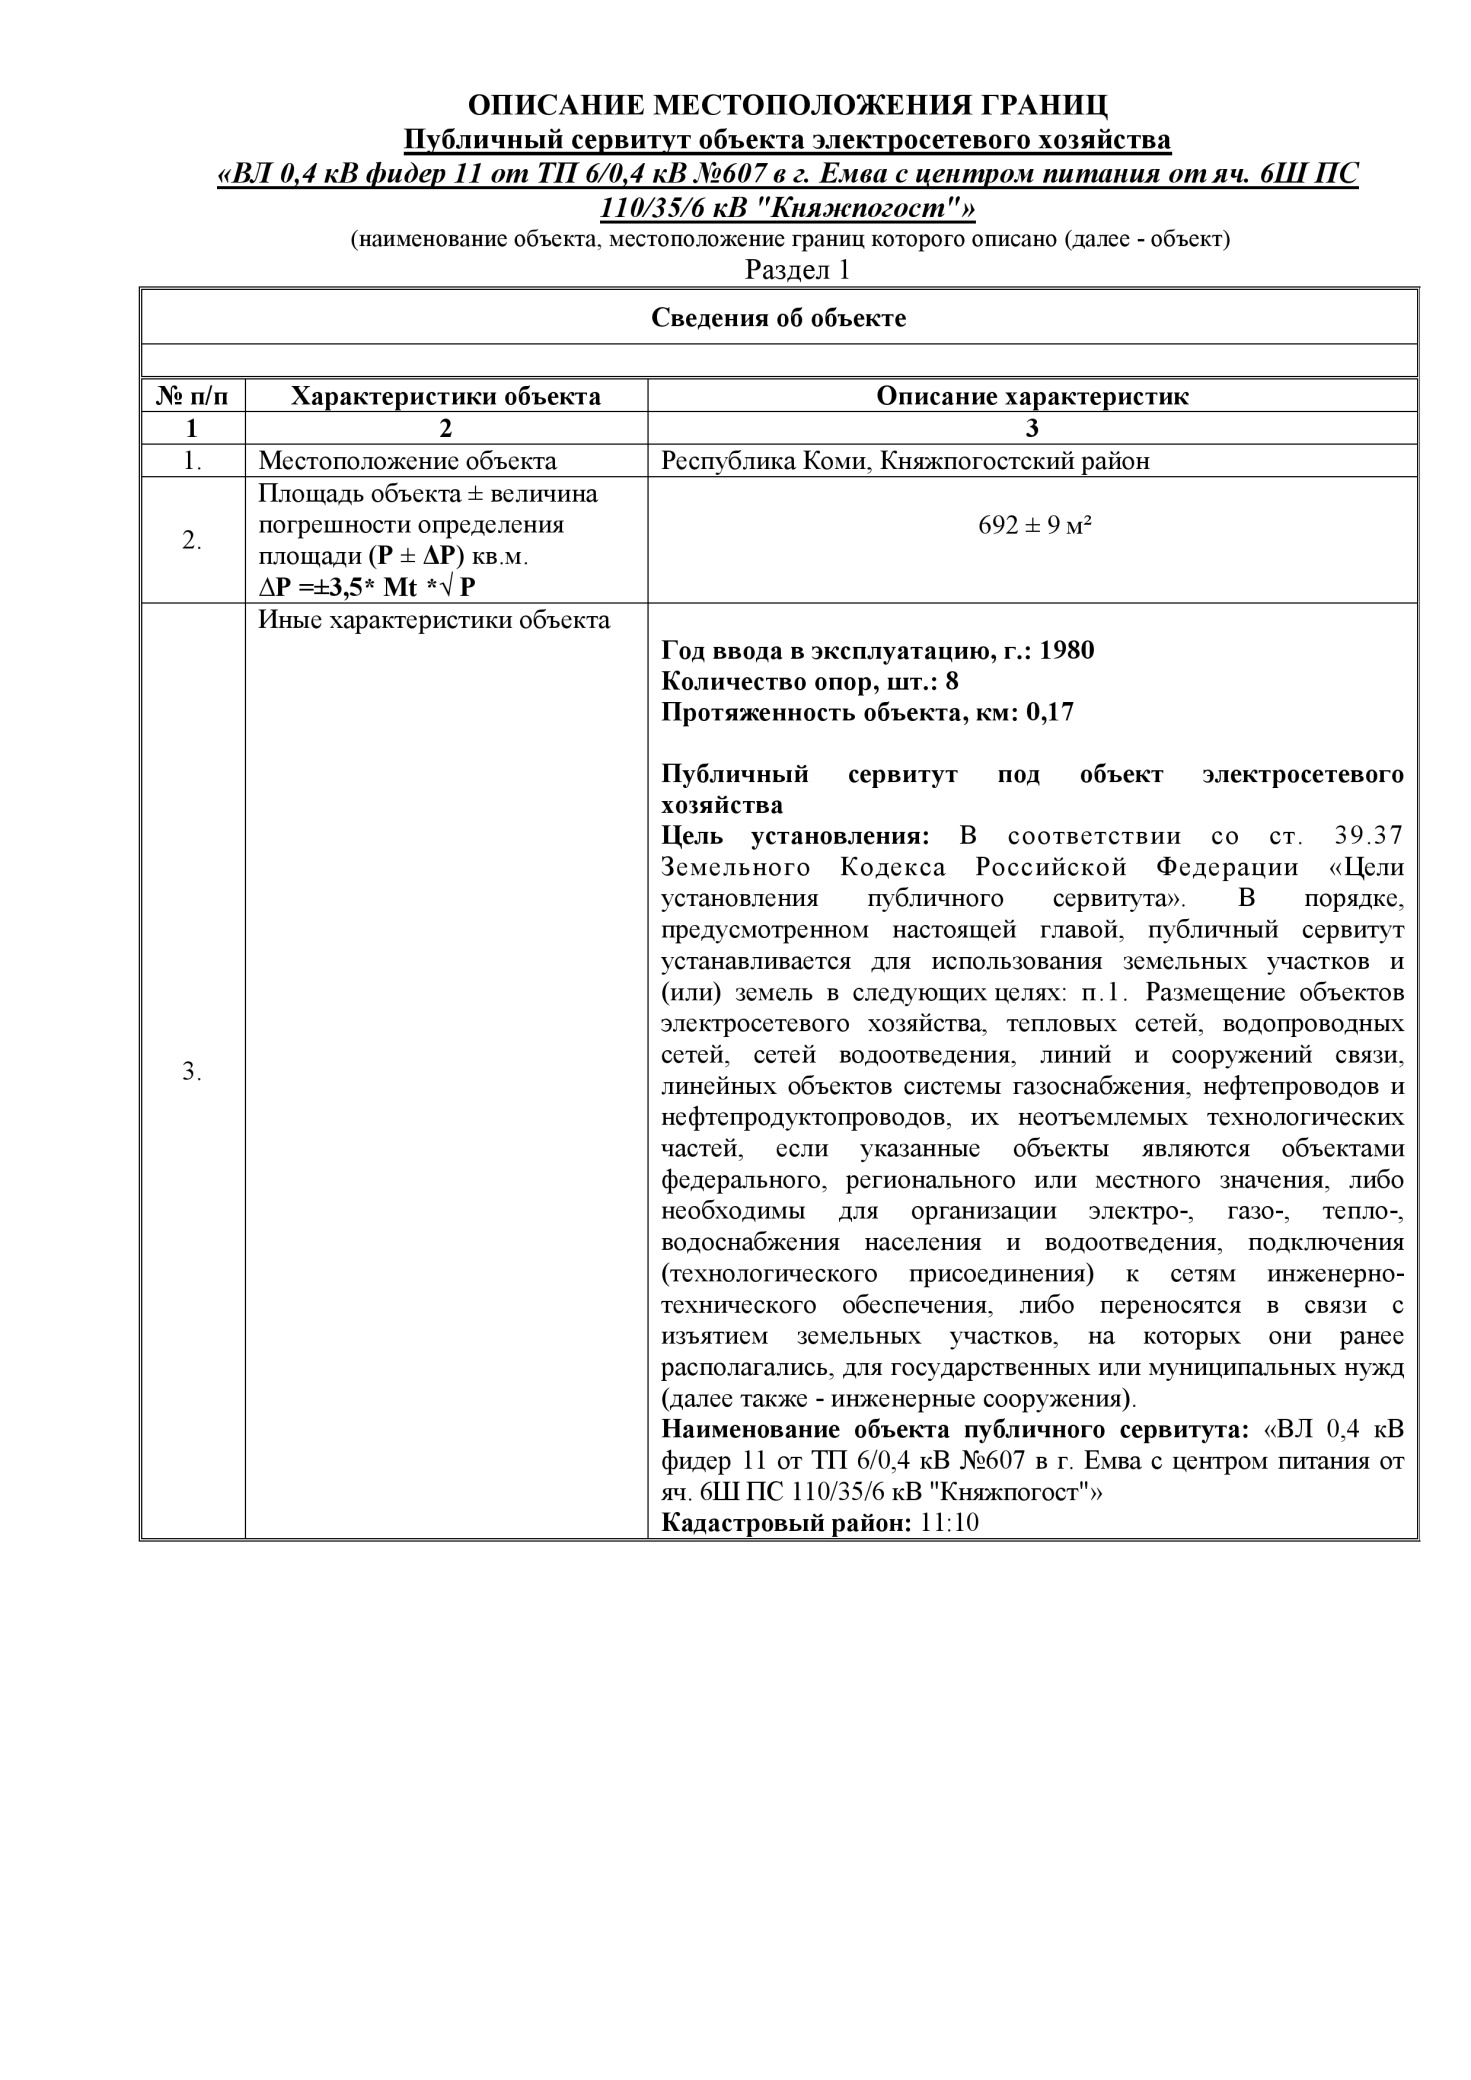 ОПИСАНИЕ МЕСТОПОЛОЖЕНИЯ ГРАНИЦ
Публичный сервитут объекта электросетевого хозяйства
«ВЛ 0,4 кВ фидер 11 от ТП 6/0,4 кВ №607 в г. Емва с центром питания от яч. 6Ш ПС
110/35/6 кВ "Княжпогост"»
(наименование объекта, местоположение границ которого описано (далее - объект)
Раздел 1
Сведения об объекте
№ п/п Характеристики объекта Описание характеристик
1 2 3
1. Местоположение объекта Республика Коми, Княжпогостский район
2.
Площадь объекта ± величина
погрешности определения
площади (P ± ΔP) кв.м.
ΔP =±3,5* Mt *√ P
692 ± 9 м²
3.
Иные характеристики объекта
Год ввода в эксплуатацию, г.: 1980
Количество опор, шт.: 8
Протяженность объекта, км: 0,17
Публичный сервитут под объект электросетевого
хозяйства
Цель установления: В соответствии со ст. 39.37
Земельного Кодекса Российской Федерации «Цели
установления публичного сервитута». В порядке,
предусмотренном настоящей главой, публичный сервитут
устанавливается для использования земельных участков и
(или) земель в следующих целях: п.1. Размещение объектов
электросетевого хозяйства, тепловых сетей, водопроводных
сетей, сетей водоотведения, линий и сооружений связи,
линейных объектов системы газоснабжения, нефтепроводов и
нефтепродуктопроводов, их неотъемлемых технологических
частей, если указанные объекты являются объектами
федерального, регионального или местного значения, либо
необходимы для организации электро-, газо-, тепло-,
водоснабжения населения и водоотведения, подключения
(технологического присоединения) к сетям инженерно-
технического обеспечения, либо переносятся в связи с
изъятием земельных участков, на которых они ранее
располагались, для государственных или муниципальных нужд
(далее также - инженерные сооружения).
Наименование объекта публичного сервитута: «ВЛ 0,4 кВ
фидер 11 от ТП 6/0,4 кВ №607 в г. Емва с центром питания от
яч. 6Ш ПС 110/35/6 кВ "Княжпогост"»
Кадастровый район: 11:10